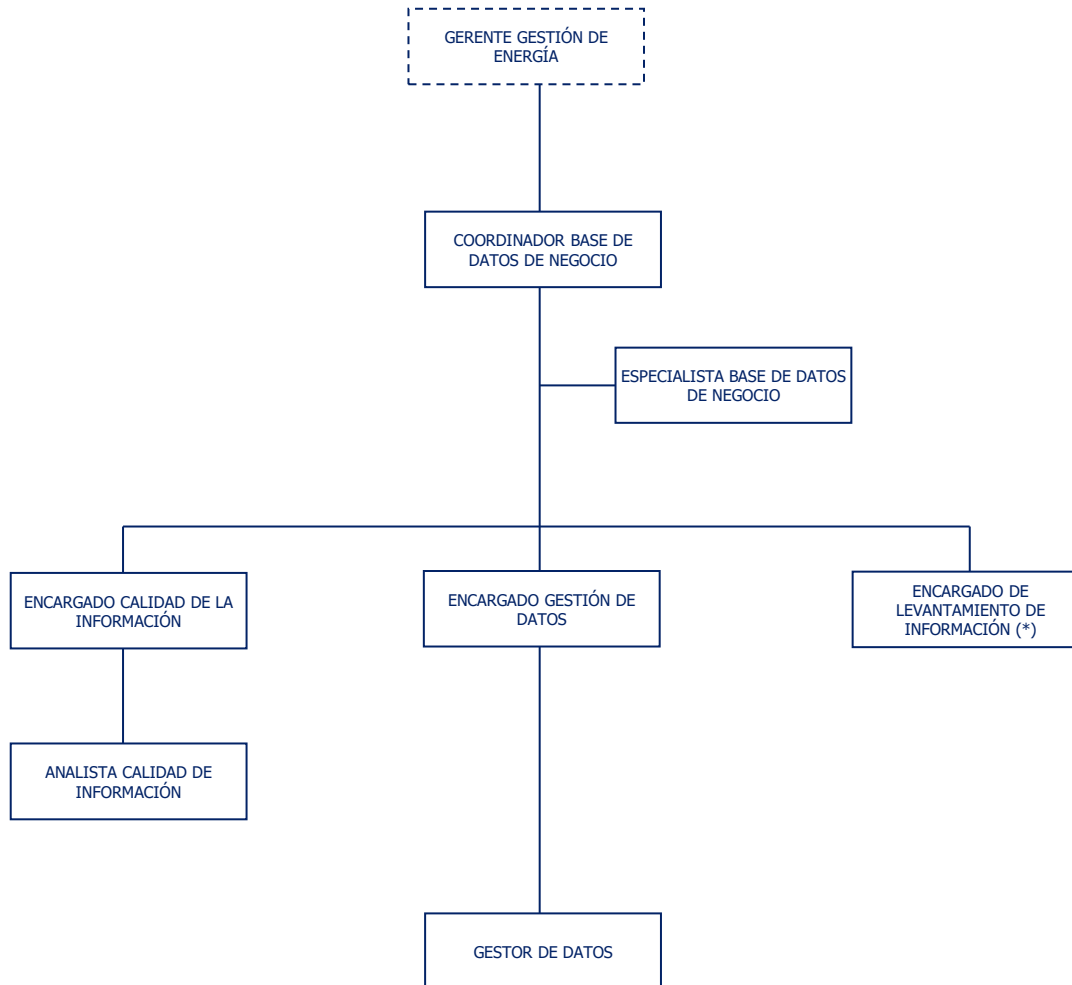 GERENTE GESTIÓN DE
ENERGÍA
COORDINADOR BASE DE
DATOS DE NEGOCIO
ESPECIALISTA BASE DE DATOS
DE NEGOCIO
ENCARGADO CALIDAD DE LA
INFORMACIÓN
ENCARGADO GESTIÓN DE
DATOS
ENCARGADO DE
LEVANTAMIENTO DE
INFORMACIÓN (*)
ANALISTA CALIDAD DE
INFORMACIÓN
GESTOR DE DATOS